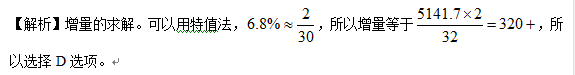 【解析】增量的求解。可以用特值法，6.8%≈2/30，所以增量等于(5141.7×2)/32=320+，所
以选择 D 选项。